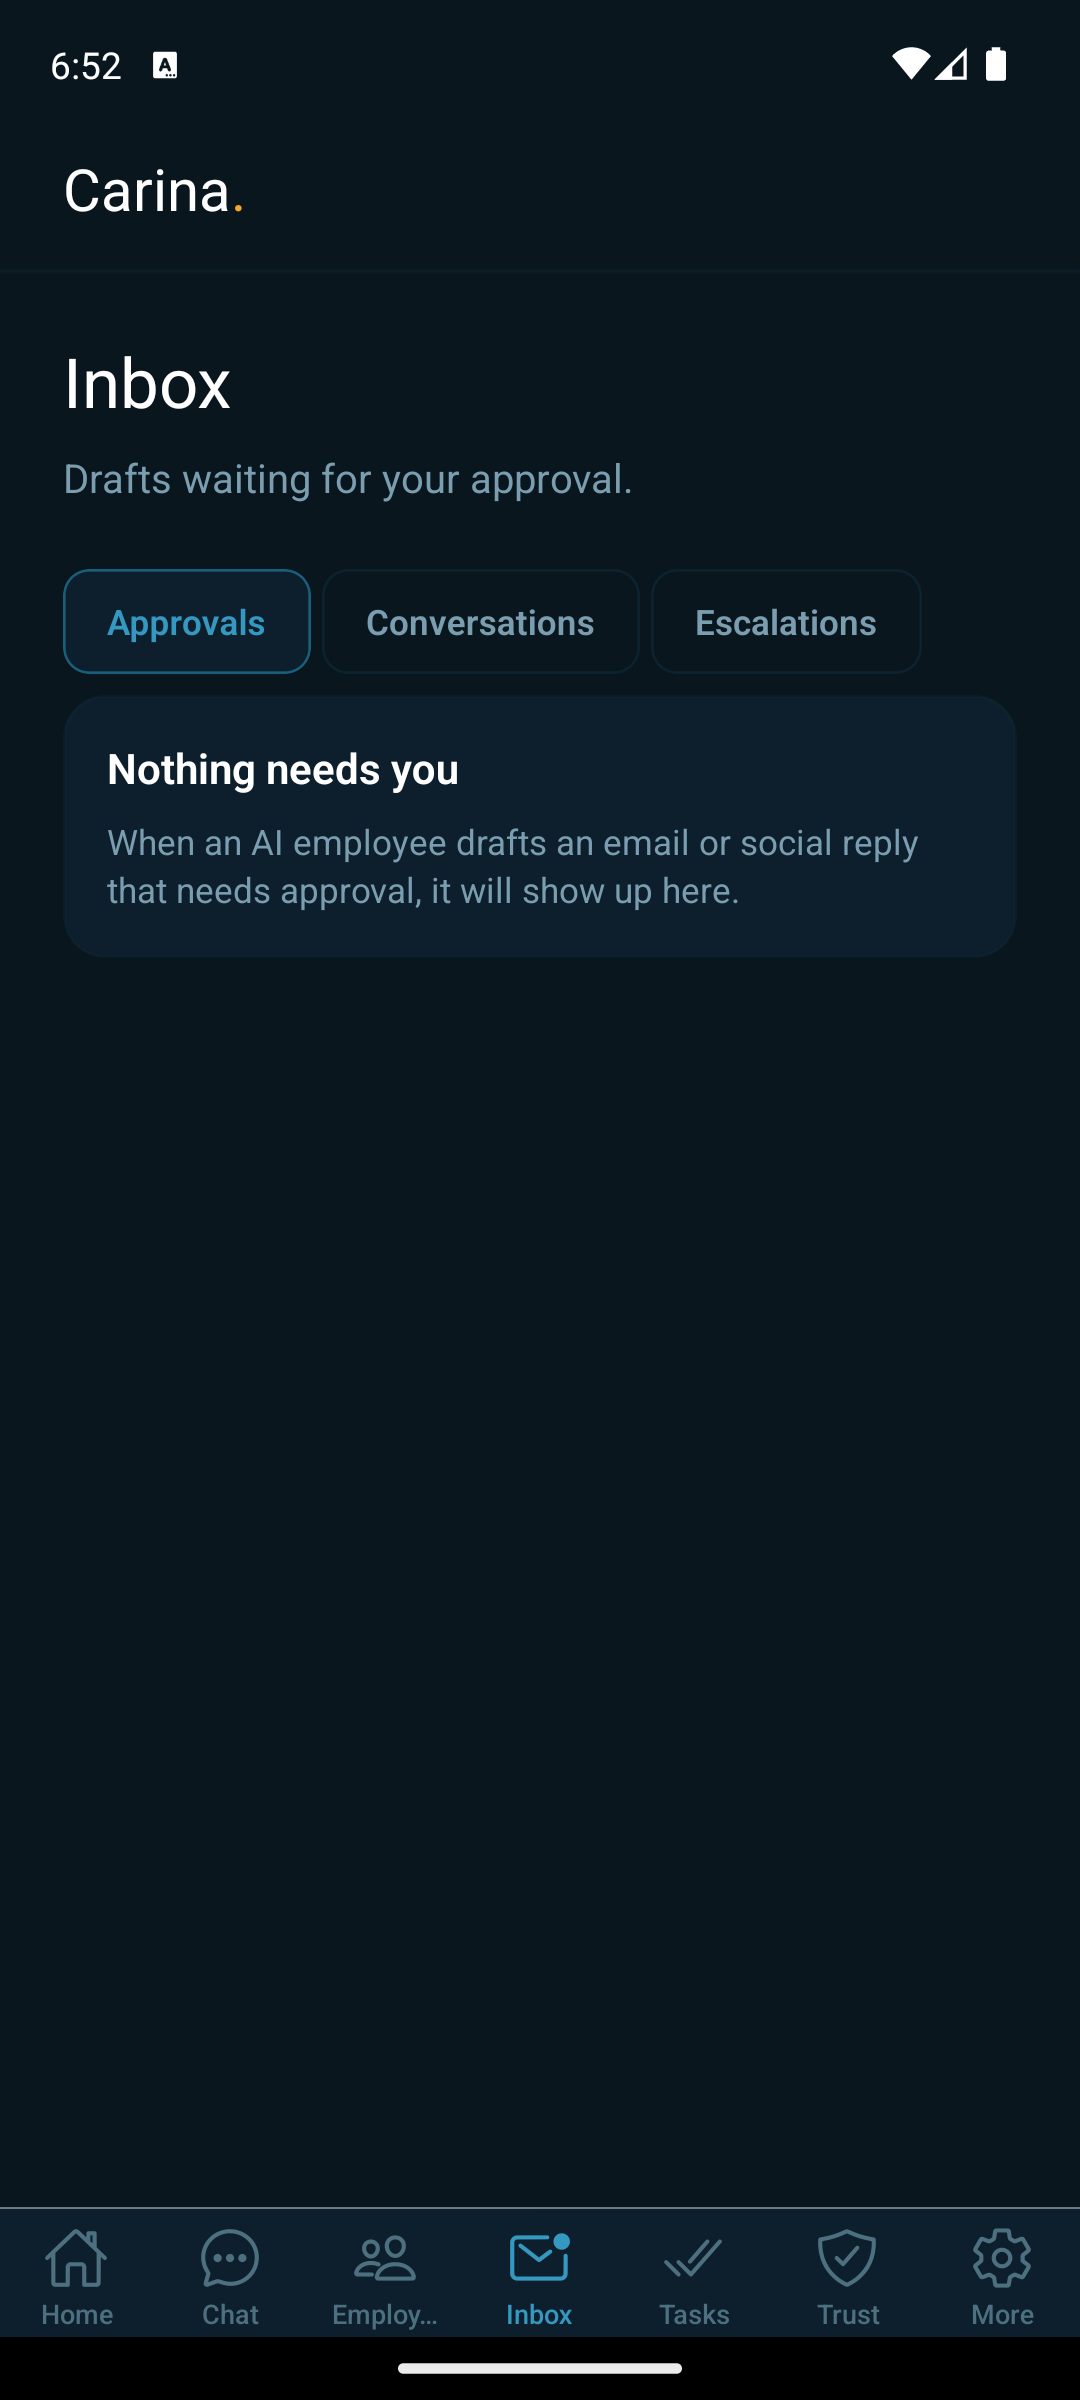 6:52
Carina.
Inbox
Drafts waiting for your approval.
Approvals
Conversations
Escalations
Nothing needs you
When an AI employee drafts an email or social reply
that needs approval, it will show up here.
Home
Chat
Employ...
Inbox
Tasks
Trust
More